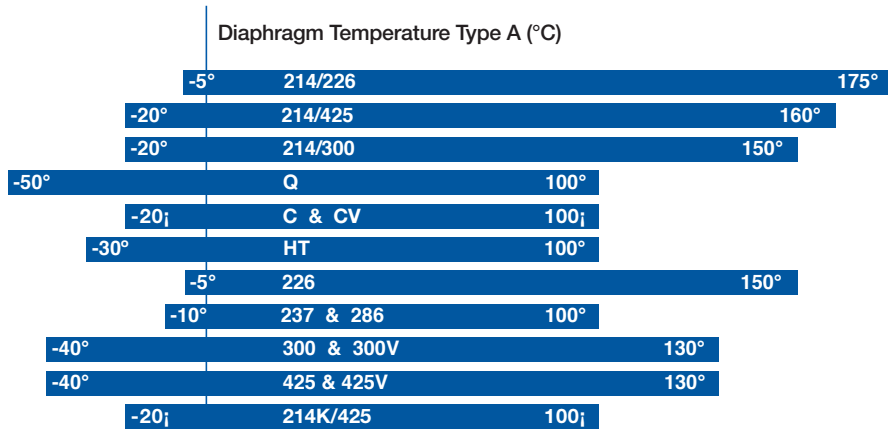 Diaphragm Temperature Type A (°C)
-5° 214/226 175°
-20° 214/425 160°
-20° 214/300 150°
-50° Q 100°
-20¡ C & CV 100¡
-30° HT 100°
-5° 226 150°
-10° 237 & 286 100°
-40° 300 & 300V 130°
-40° 425 & 425V 130°
-20¡ 214K/425 100¡